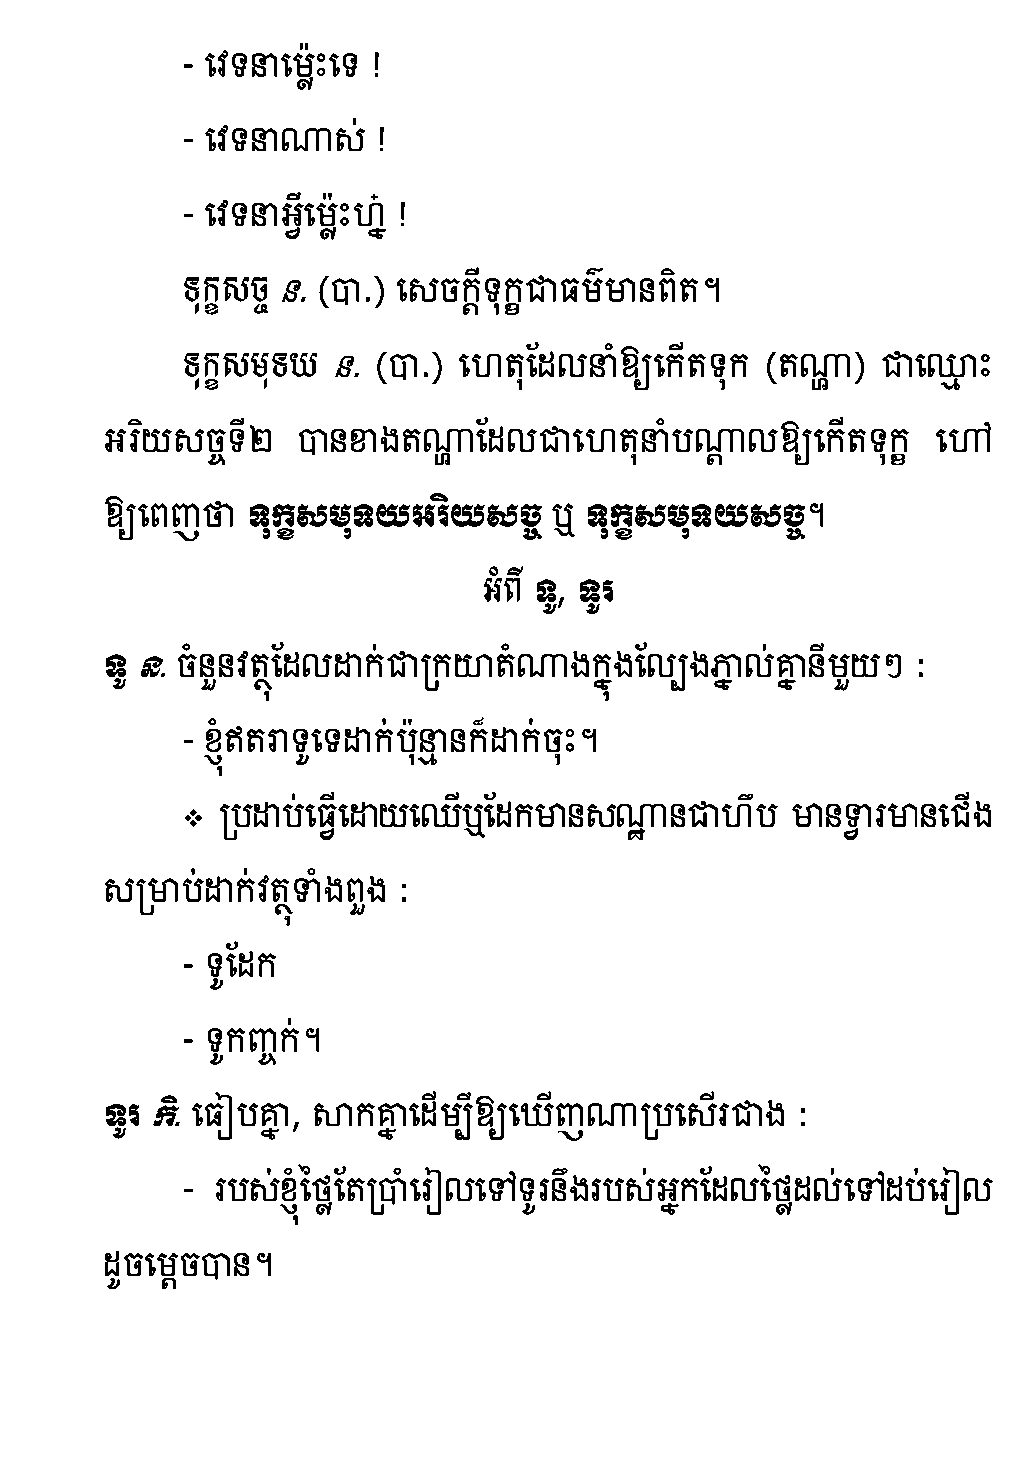 - វេទនាម្ល៉េះទេ !
- វេទនាណាស់ !
- វេទនាអ្វីម្ល៉េះហ្ន៎ !
ទុក្ខសច្ច ន. (បា.) សេចក្ដីទុក្ខជាធម៌មានពិត។
ទុក្ខសមុទយ ន. (បា.) ហេតុដែលនាំឱ្យកើតទុក (តណ្ហា) ជាឈ្មោះ
អរិយសច្ចទី២ បានខាងតណ្ហាដែលជាហេតុនាំបណ្ដាលឱ្យកើតទុក្ខ ហៅ
ឱ្យពេញថា ទុក្ខសមុទយអរិយសច្ច ឬ ទុក្ខសមុទយសច្ច។
អំពី ទូ, ទូរ
ទូ ន. ចំនួនវត្ថុដែលដាក់ជាក្រយាតំណាងក្នុងល្បែងភ្នាល់គ្នានីមួយៗ :
- ខ្ញុំឥតរាទូទេដាក់ប៉ុន្មានក៏ដាក់ចុះ។
❖ ប្រដាប់ធ្វើដោយឈើឬដែកមានសណ្ឋានជាហឹប មានទ្វារមានជើង
សម្រាប់ដាក់វត្ថុទាំងពួង :
- ទូដែក
- ទូកញ្ចក់។
ទូរ កិ. ធៀបគ្នា, សាកគ្នាដើម្បីឱ្យឃើញណាប្រសើរជាង :
- របស់ខ្ញុំថ្លៃតែប្រាំរៀលទៅទូរនឹងរបស់អ្នកដែលថ្លៃដល់ទៅដប់រៀល
ដូចម្ដេចបាន។